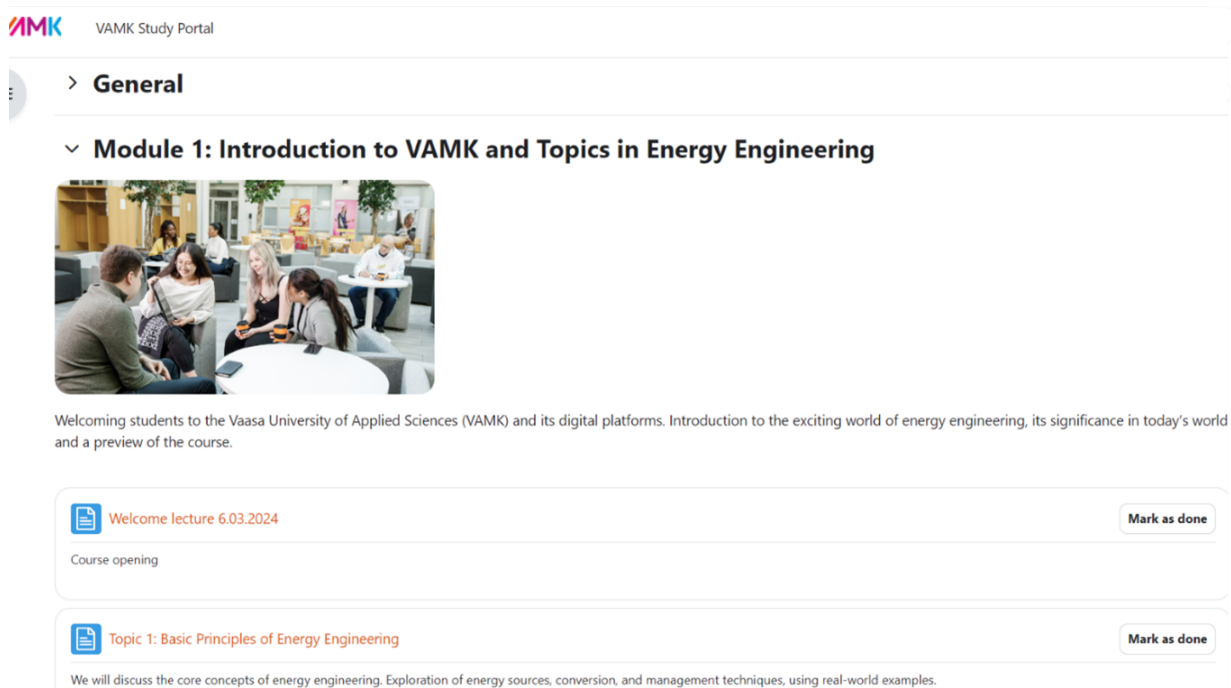 VAMK VAMK Study Portal
General
Module 1: Introduction to VAMK and Topics in Energy Engineering
Welcoming students to the Vaasa University of Applied Sciences (VAMK) and its digital platforms. Introduction to the exciting world of energy engineering, its significance in today's world
and a preview of the course.
Welcome lecture 6.03.2024 Mark as done
Course opening
Topic 1: Basic Principles of Energy Engineering Mark as done
We will discuss the core concepts of energy engineering. Exploration of energy sources, conversion, and management techniques, using real-world examples.